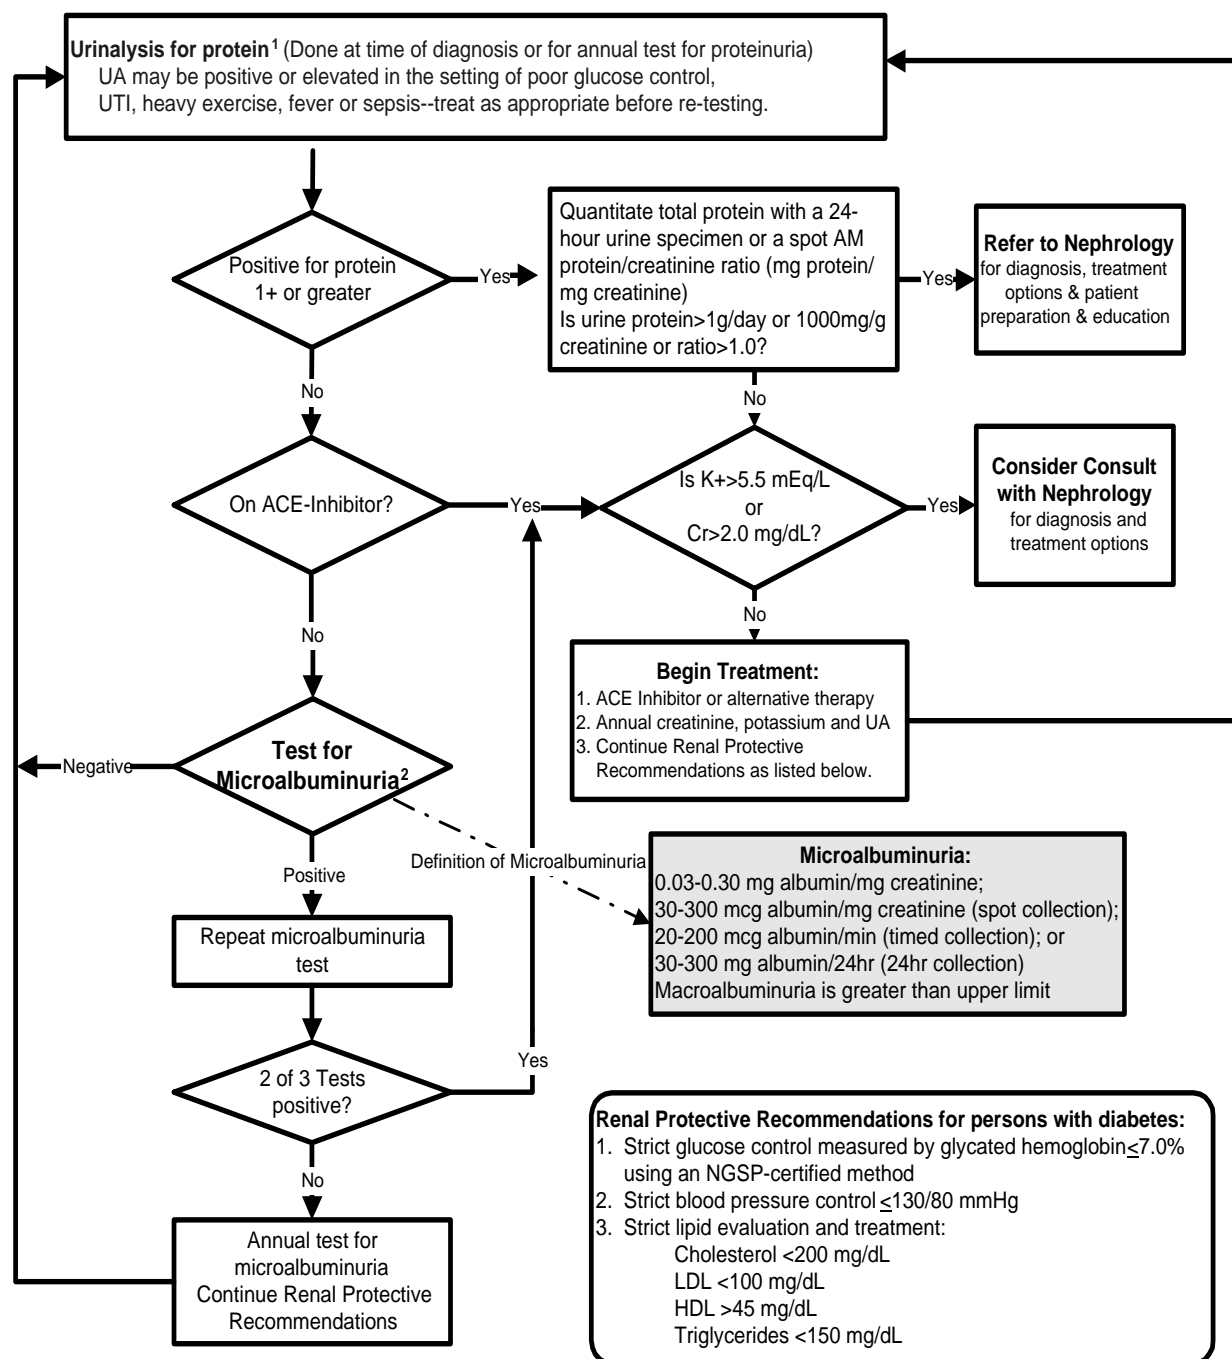 Urinalysis for protein1 (Done at time of diagnosis or for annual test for proteinuria)
UA may be positive or elevated in the setting of poor glucose control,
UTI, heavy exercise, fever or sepsis--treat as appropriate before re-testing.
Positive for protein
1+ or greater
Yes
Quantitate total protein with a 24-
hour urine specimen or a spot AM
protein/creatinine ratio (mg protein/
mg creatinine)
Is urine protein>1g/day or 1000mg/g
creatinine or ratio>1.0?
Yes
Refer to Nephrology
for diagnosis, treatment
options & patient
preparation & education
No
No
On ACE-Inhibitor?
Yes
Is K+>5.5 mEq/L
or
Cr>2.0 mg/dL?
Yes
Consider Consult
with Nephrology
for diagnosis and
treatment options
No
No
Begin Treatment:
1. ACE Inhibitor or alternative therapy
2. Annual creatinine, potassium and UA
3. Continue Renal Protective
Recommendations as listed below.
Test for
Microalbuminuria2
Negative
Definition of Microalbuminuria
Microalbuminuria:
0.03-0.30 mg albumin/mg creatinine;
30-300 mcg albumin/mg creatinine (spot collection);
20-200 mcg albumin/min (timed collection); or
30-300 mg albumin/24hr (24hr collection)
Macroalbuminuria is greater than upper limit
Positive
Repeat microalbuminuria
test
2 of 3 Tests
positive?
Yes
No
Annual test for
microalbuminuria
Continue Renal Protective
Recommendations
Renal Protective Recommendations for persons with diabetes:
1. Strict glucose control measured by glycated hemoglobin≤7.0%
using an NGSP-certified method
2. Strict blood pressure control ≤130/80 mmHg
3. Strict lipid evaluation and treatment:
Cholesterol <200 mg/dL
LDL <100 mg/dL
HDL >45 mg/dL
Triglycerides <150 mg/dL